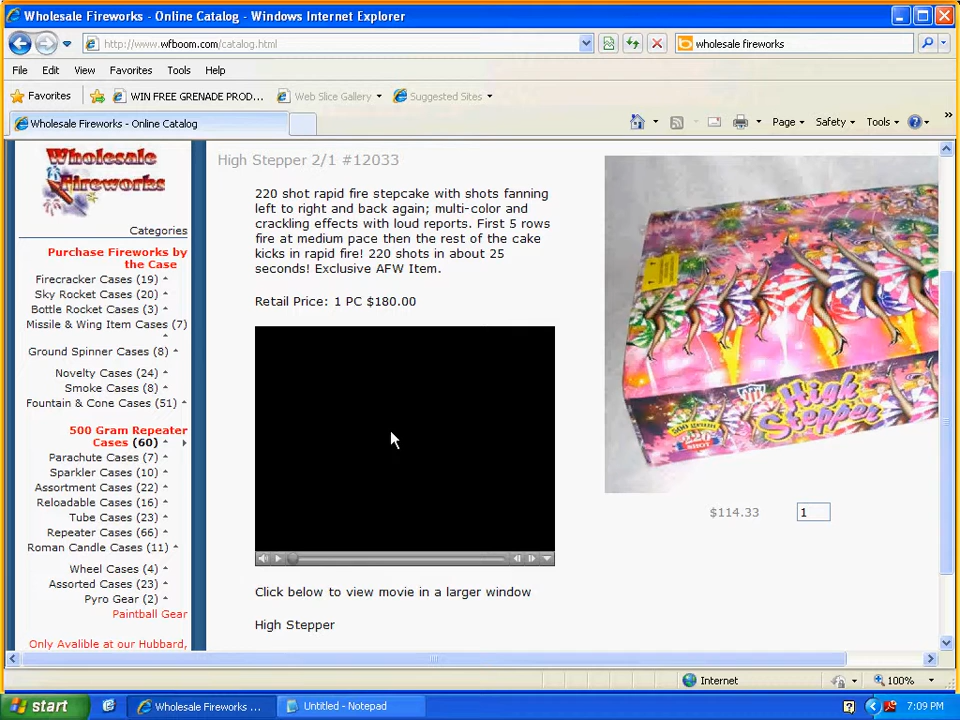 Wholesale Fireworks - Online Catalog - Windows Internet Explorer
http://www.wfboom.com/catalog.html
wholesale fireworks
File Edit View Favorites Tools Help
Favorites WIN FREE GRENADE PROD... Web Slice Gallery Suggested Sites
Wholesale Fireworks - Online Catalog
Page Safety Tools
Wholesale
Fireworks
Categories
Purchase Fireworks by
the Case
Firecracker Cases (19)
Sky Rocket Cases (20)
Bottle Rocket Cases (3)
Missile & Wing Item Cases (7)
Ground Spinner Cases (8)
Novelty Cases (24)
Smoke Cases (8)
Fountain & Cone Cases (51)
500 Gram Repeater
Cases (60)
Parachute Cases (7)
Sparkler Cases (10)
Assortment Cases (22)
Reloadable Cases (16)
Tube Cases (23)
Repeater Cases (66)
Roman Candle Cases (11)
Wheel Cases (4)
Assorted Cases (23)
Pyro Gear (2)
Paintball Gear
Only Avalible at our Hubbard,
High Stepper 2/1 #12033
220 shot rapid fire stepcake with shots fanning
left to right and back again; multi-color and
crackling effects with loud reports. First 5 rows
fire at medium pace then the rest of the cake
kicks in rapid fire! 220 shots in about 25
seconds! Exclusive AFW Item.
Retail Price: 1 PC $180.00
Click below to view movie in a larger window
High Stepper
High
Stepper
500 gram
220
SHOT
$114.33 1
Internet 100%
start Wholesale Fireworks ... Untitled - Notepad 7:09 PM